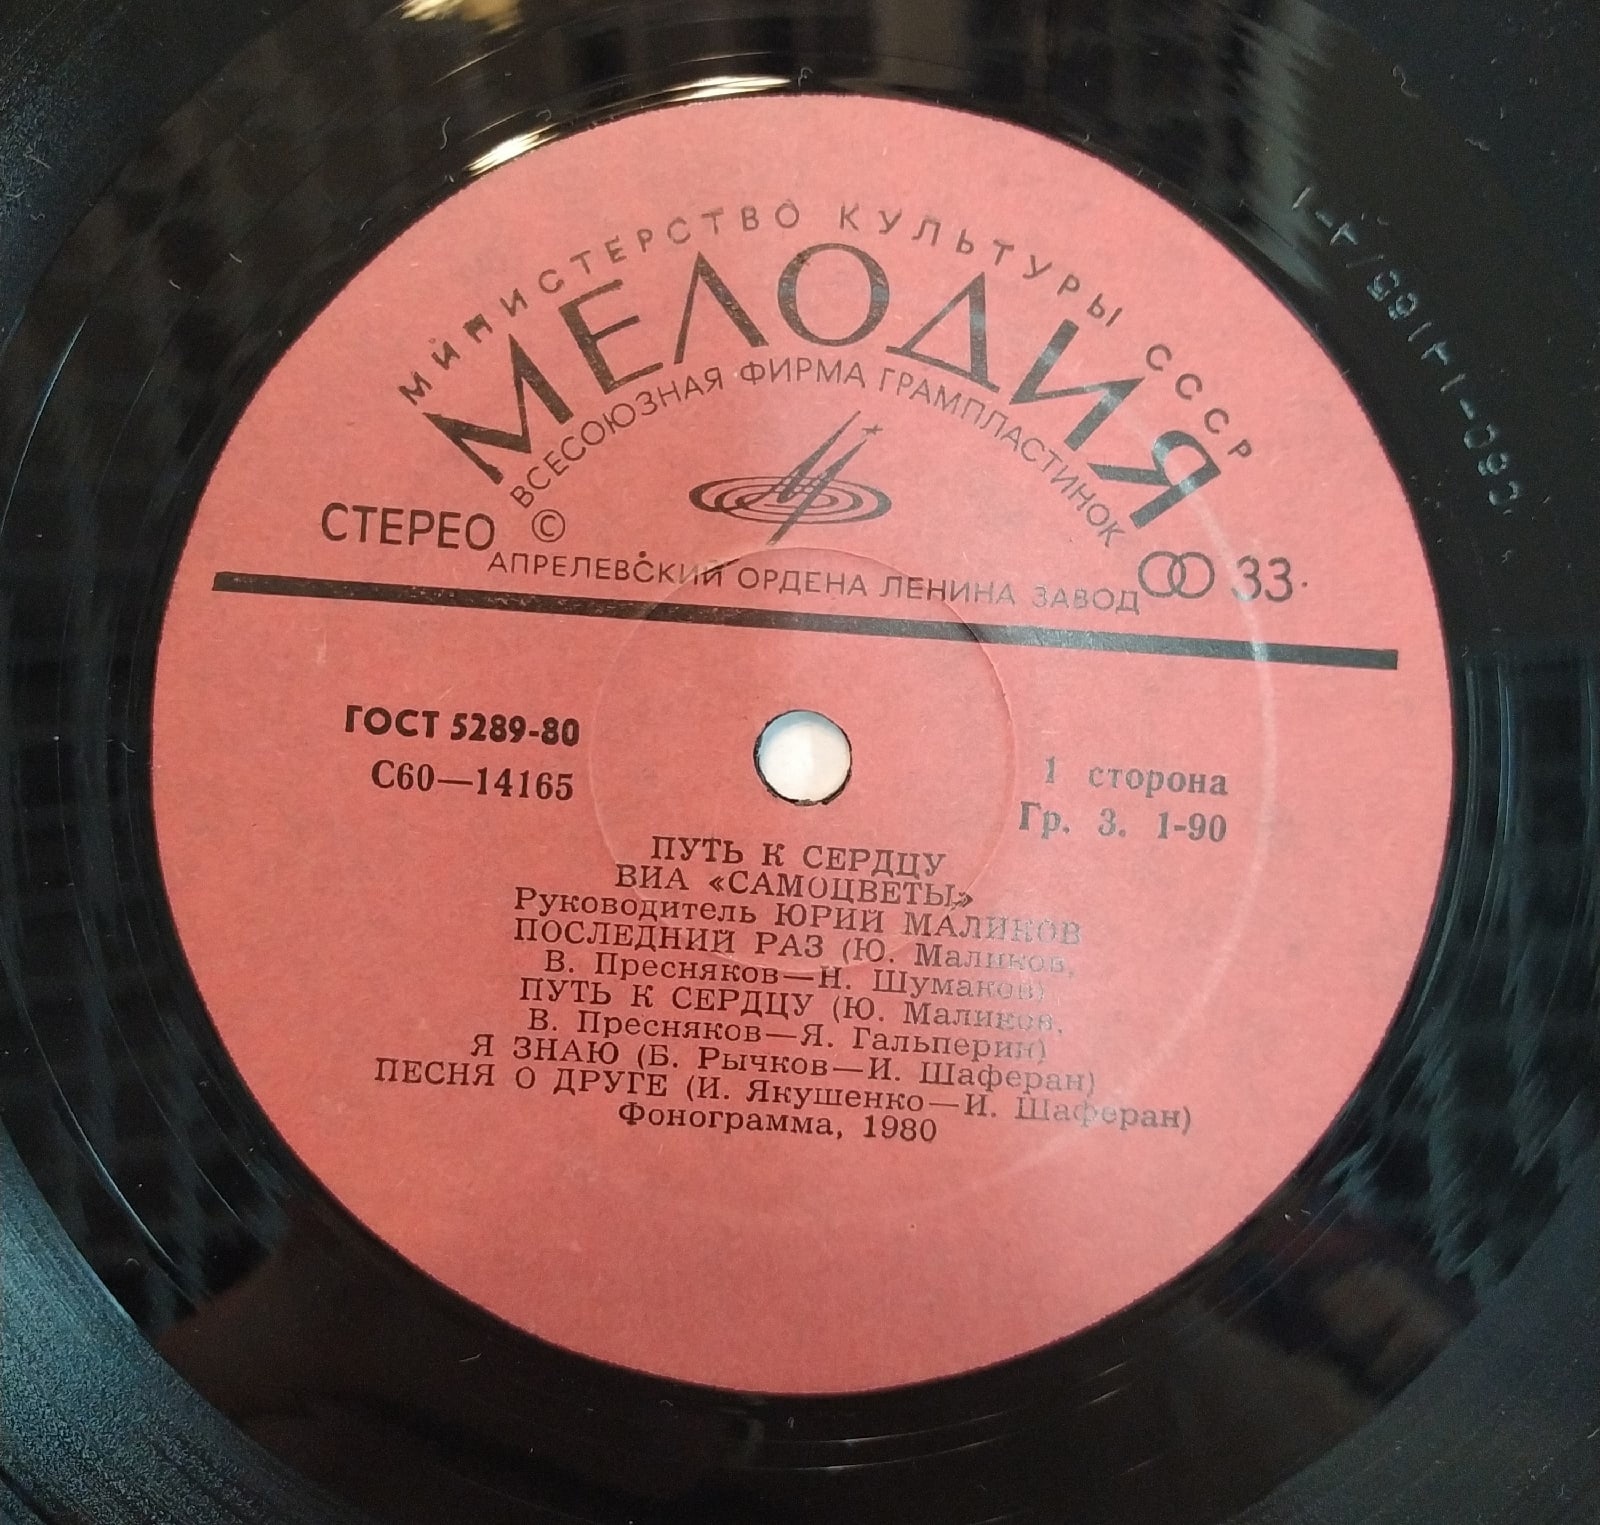 МИНИСТЕРСТВО КУЛЬТУРЫ СССР
МЕЛОДИЯ
ВСЕСОЮЗНАЯ ФИРМА ГРАМПЛАСТИНОК
СТЕРЕО © 33
АПРЕЛЕВСКИЙ ОРДЕНА ЛЕНИНА ЗАВОД
ГОСТ 5289-80
С60—14165
1 сторона
Гр. 3. 1-90
ПУТЬ К СЕРДЦУ
ВИА «САМОЦВЕТЫ»
Руководитель ЮРИЙ МАЛИКОВ
ПОСЛЕДНИЙ РАЗ (Ю. Маликов,
В. Пресняков—Н. Шуманов)
ПУТЬ К СЕРДЦУ (Ю. Маликов,
В. Пресняков—Я. Гальперин)
Я ЗНАЮ (Б. Рычков—И. Шаферан)
ПЕСНЯ О ДРУГЕ (И. Якушенко—И. Шаферан)
Фонограмма, 1980